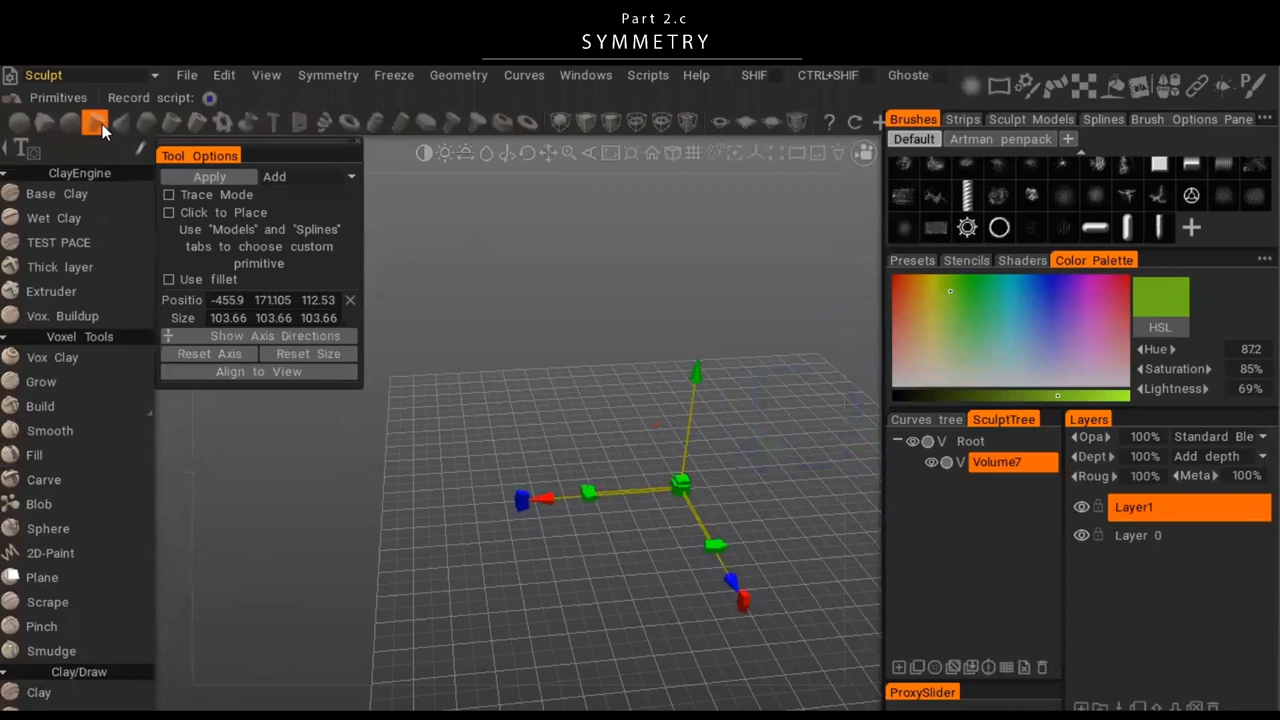 Part 2.c
SYMMETRY
Sculpt
File Edit View Symmetry Freeze Geometry Curves Windows Scripts Help SHIF CTRL+SHIF Ghoste
Primitives Record script:
Tool Options
Apply Add
Trace Mode
Click to Place
Use "Models" and "Splines"
tabs to choose custom
primitive
Use fillet
Positio -455.9 171.105 112.53
Size 103.66 103.66 103.66
Show Axis Directions
Reset Axis Reset Size
Align to View
ClayEngine
Base Clay
Wet Clay
TEST PACE
Thick layer
Extruder
Vox. Buildup
Voxel Tools
Vox Clay
Grow
Build
Smooth
Fill
Carve
Blob
Sphere
2D-Paint
Plane
Scrape
Pinch
Smudge
Clay/Draw
Clay
Brushes Strips Sculpt Models Splines Brush Options Pane
Default Artman penpack
Presets Stencils Shaders Color Palette
HSL
Hue 87.2
Saturation 85%
Lightness 69%
Curves tree SculptTree
V Root
V Volume7
ProxySlider
Layers
Opa 100% Standard Ble
Dept 100% Add depth
Roug 100% Meta 100%
Layer1
Layer 0